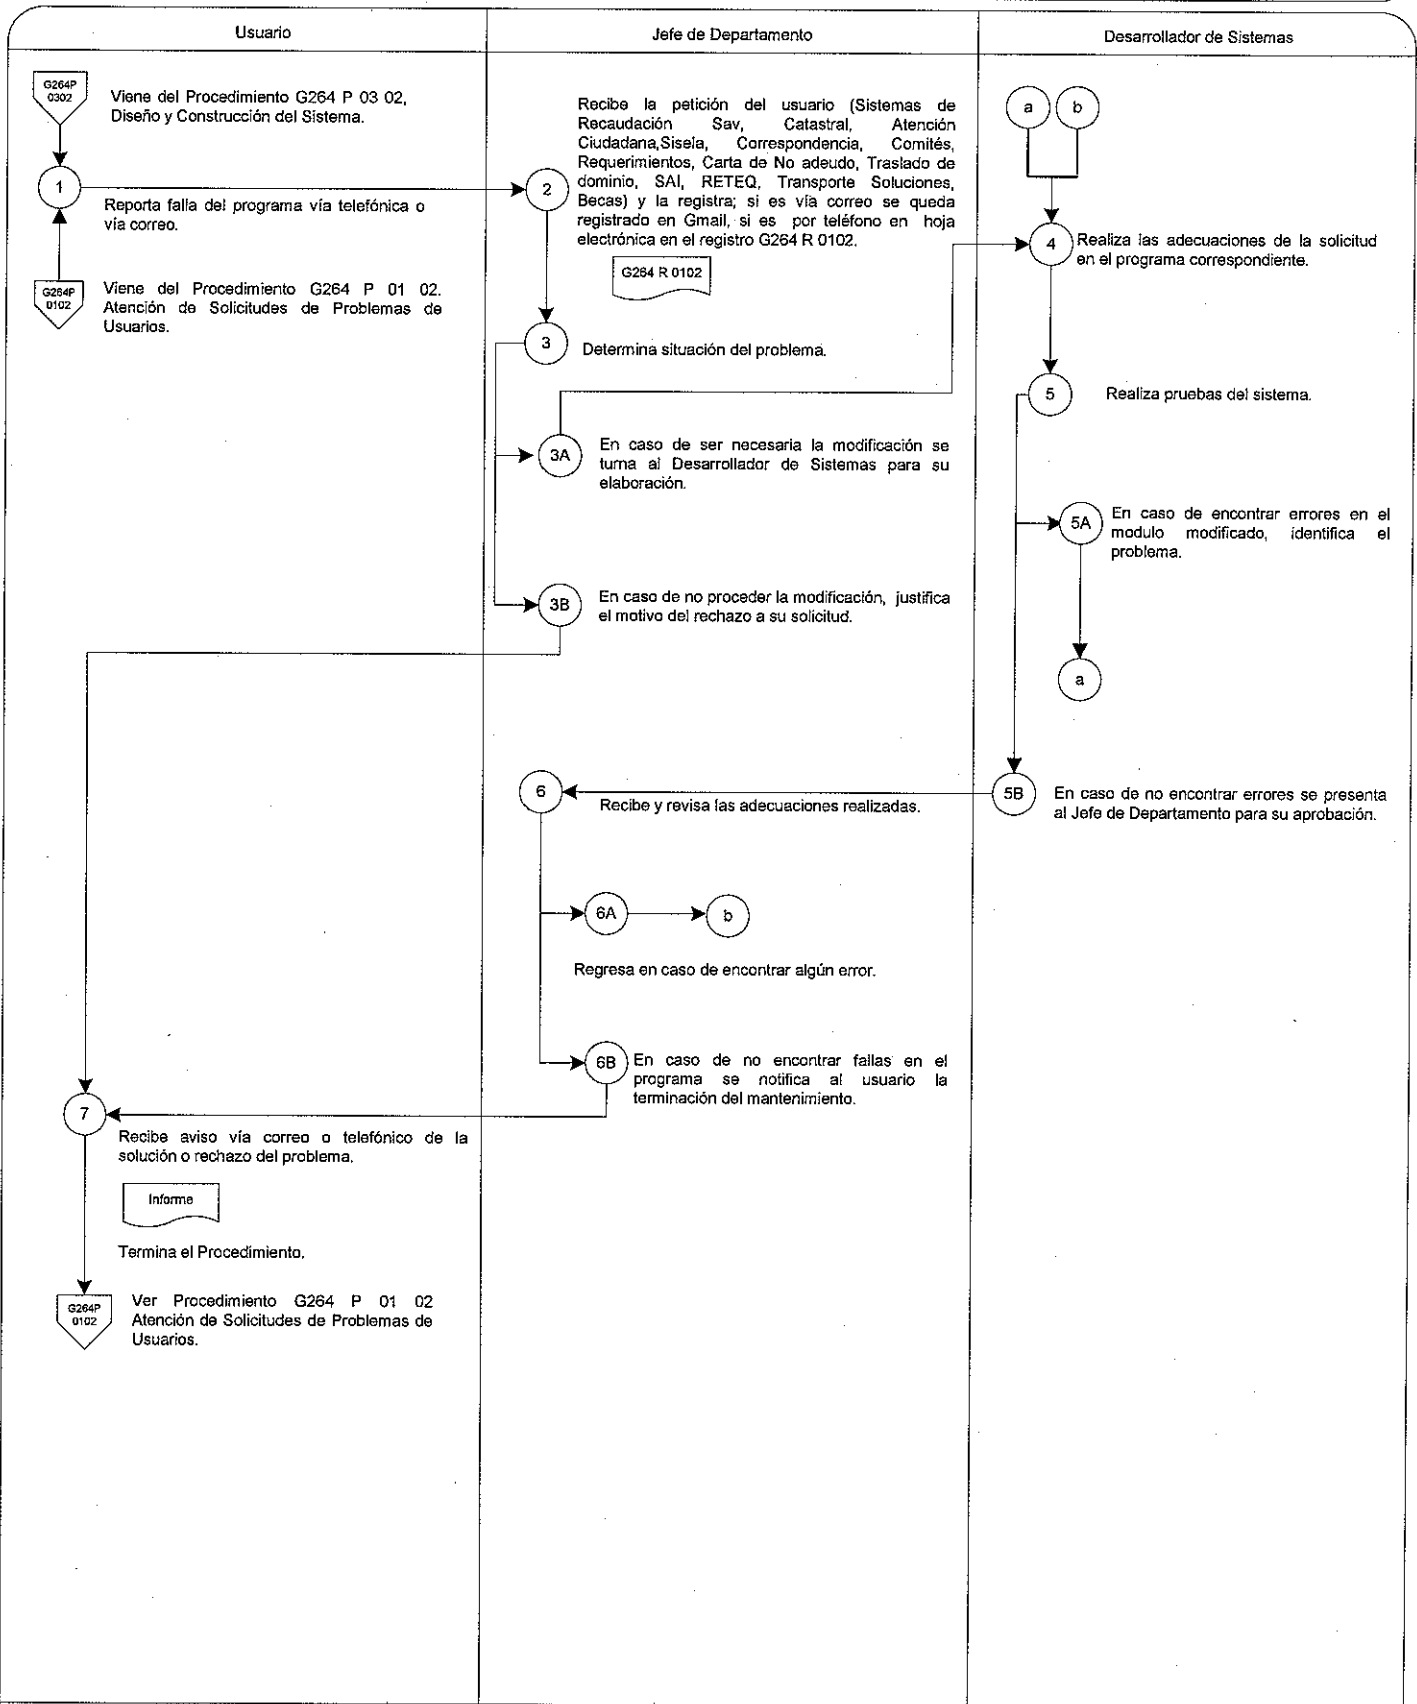 Usuario
Jefe de Departamento
Desarrollador de Sistemas
G264P
0302
Viene del Procedimiento G264 P 03 02,
Diseño y Construcción del Sistema.
1
Reporta falla del programa vía telefónica o
vía correo.
G264P
0102
Viene del Procedimiento G264 P 01 02.
Atención de Solicitudes de Problemas de
Usuarios.
2
Recibe la petición del usuario (Sistemas de
Recaudación Sav, Catastral, Atención
Ciudadana,Sisela, Correspondencia, Comités,
Requerimientos, Carta de No adeudo, Traslado de
dominio, SAI, RETEQ, Transporte Soluciones,
Becas) y la registra; si es vía correo se queda
registrado en Gmail, si es por teléfono en hoja
electrónica en el registro G264 R 0102.
G264 R 0102
3
Determina situación del problema.
3A
En caso de ser necesaria la modificación se
turna al Desarrollador de Sistemas para su
elaboración.
3B
En caso de no proceder la modificación, justifica
el motivo del rechazo a su solicitud.
a
b
4
Realiza las adecuaciones de la solicitud
en el programa correspondiente.
5
Realiza pruebas del sistema.
5A
En caso de encontrar errores en el
modulo modificado, identifica el
problema.
a
5B
En caso de no encontrar errores se presenta
al Jefe de Departamento para su aprobación.
6
Recibe y revisa las adecuaciones realizadas.
6A
b
Regresa en caso de encontrar algún error.
6B
En caso de no encontrar fallas en el
programa se notifica al usuario la
terminación del mantenimiento.
7
Recibe aviso vía correo o telefónico de la
solución o rechazo del problema.
Informe
Termina el Procedimiento.
G264P
0102
Ver Procedimiento G264 P 01 02
Atención de Solicitudes de Problemas de
Usuarios.